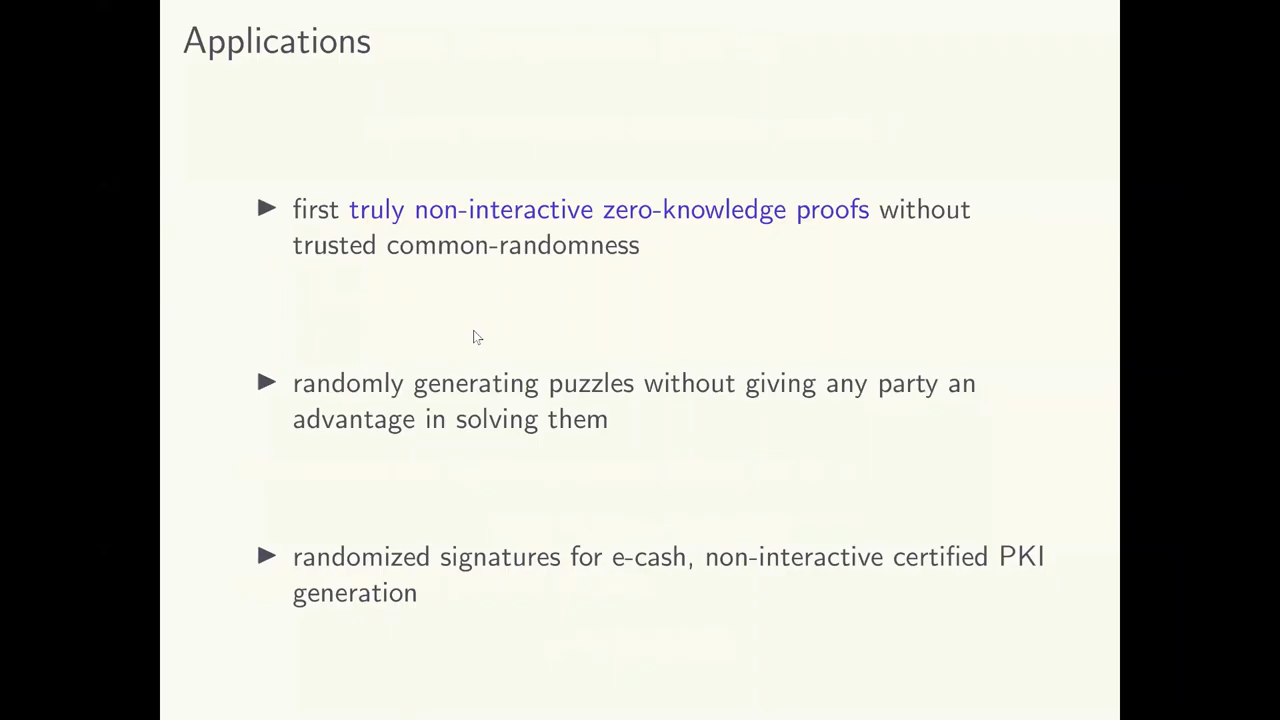 Applications
▶ first truly non-interactive zero-knowledge proofs without
trusted common-randomness
▶ randomly generating puzzles without giving any party an
advantage in solving them
▶ randomized signatures for e-cash, non-interactive certified PKI
generation